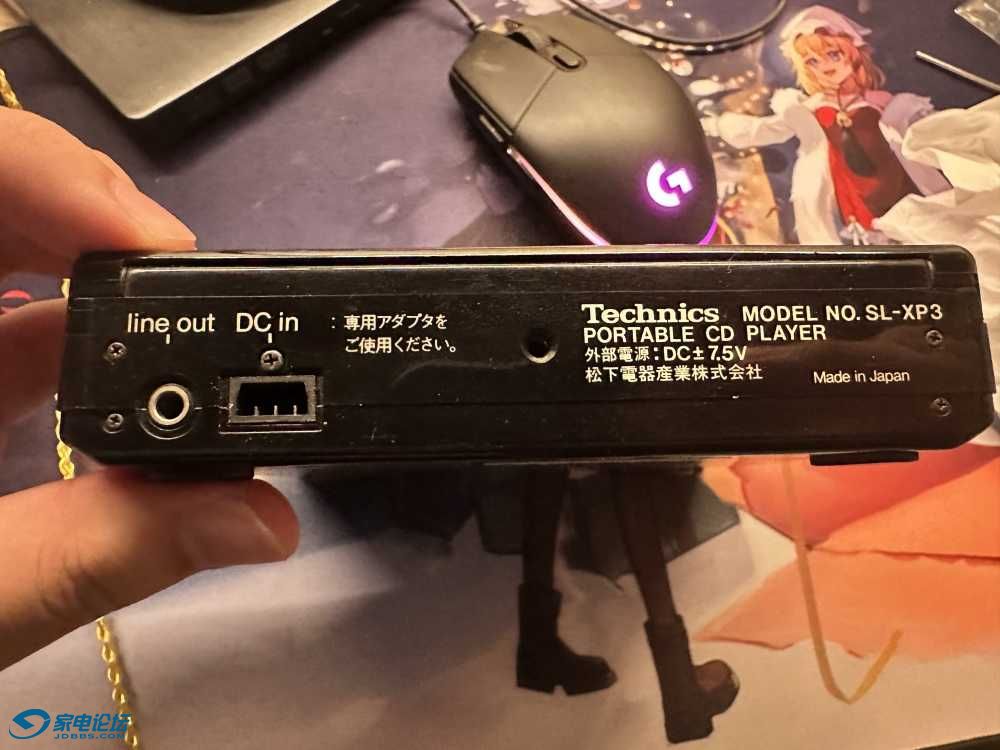 line out DC in : 専用アダプタを
ご使用ください。
Technics MODEL NO. SL-XP3
PORTABLE CD PLAYER
外部電源：DC±7.5V
松下電器産業株式会社
Made in Japan
G
家电论坛
JDBBS.COM